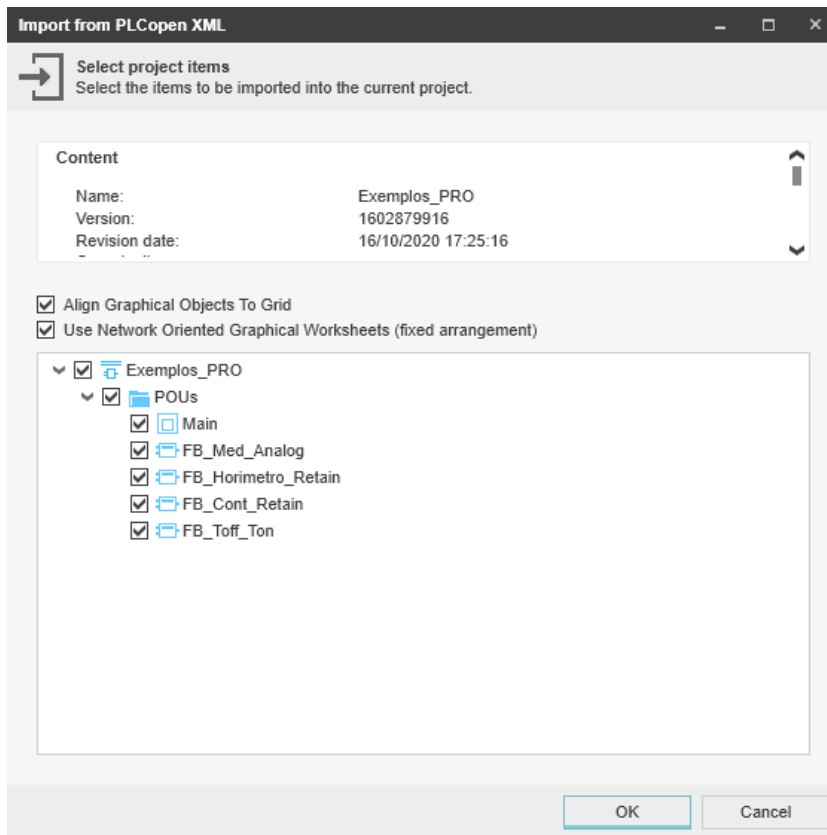 Import from PLCopen XML
Select project items
Select the items to be imported into the current project.
Content
Name: Exemplos_PRO
Version: 1602879916
Revision date: 16/10/2020 17:25:16
Align Graphical Objects To Grid
Use Network Oriented Graphical Worksheets (fixed arrangement)
Exemplos_PRO
POUs
Main
FB_Med_Analog
FB_Horimetro_Retain
FB_Cont_Retain
FB_Toff_Ton
OK Cancel